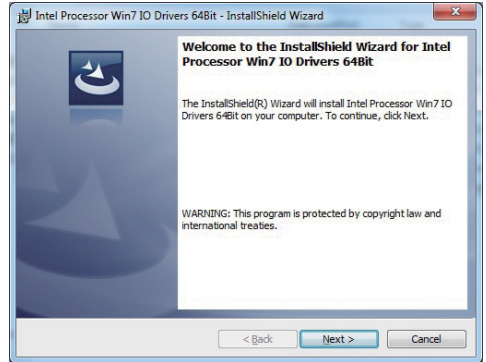 Intel Processor Win7 IO Drivers 64Bit - InstallShield Wizard
Welcome to the InstallShield Wizard for Intel
Processor Win7 IO Drivers 64Bit
The InstallShield(R) Wizard will install Intel Processor Win7 IO
Drivers 64Bit on your computer. To continue, click Next.
WARNING: This program is protected by copyright law and
international treaties.
< Back Next > Cancel